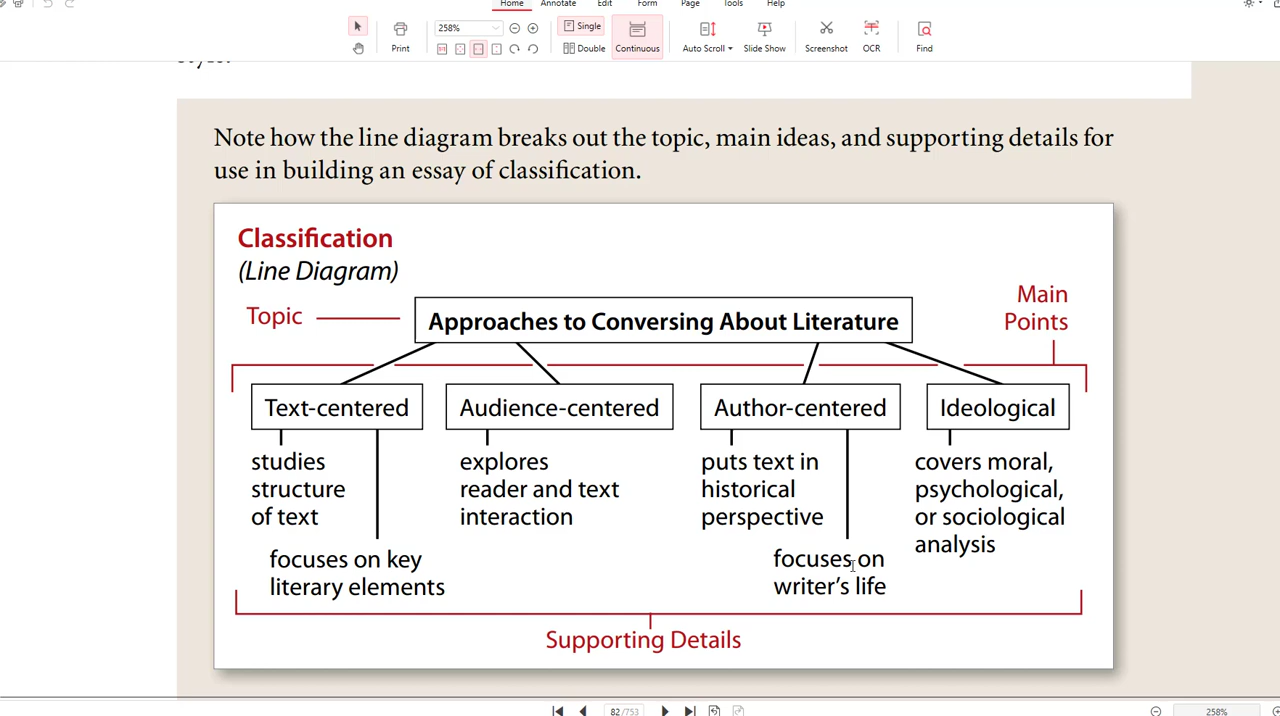 Home Annotate Edit Form Page Tools Help
258% Single
Print Double Continuous Auto Scroll Slide Show Screenshot OCR Find
style.
Note how the line diagram breaks out the topic, main ideas, and supporting details for
use in building an essay of classification.
Classification
(Line Diagram)
Topic
Approaches to Conversing About Literature
Main
Points
Text-centered Audience-centered Author-centered Ideological
studies
structure
of text
focuses on key
literary elements
explores
reader and text
interaction
puts text in
historical
perspective
focuses on
writer’s life
covers moral,
psychological,
or sociological
analysis
Supporting Details
82/753 258%